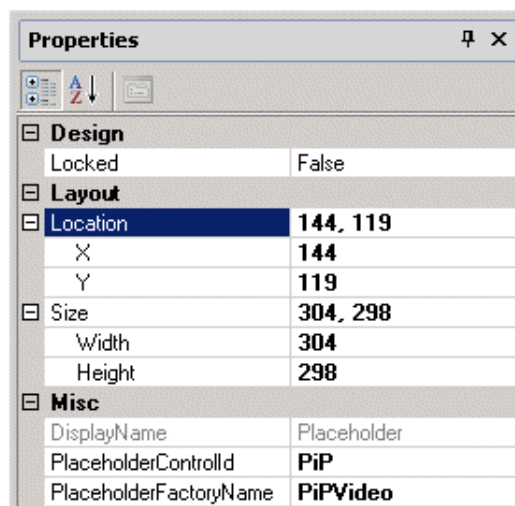 Properties
A
Z
Design
Locked False
Layout
Location 144, 119
X 144
Y 119
Size 304, 298
Width 304
Height 298
Misc
DisplayName Placeholder
PlaceholderControlId PiP
PlaceholderFactoryName PiPVideo